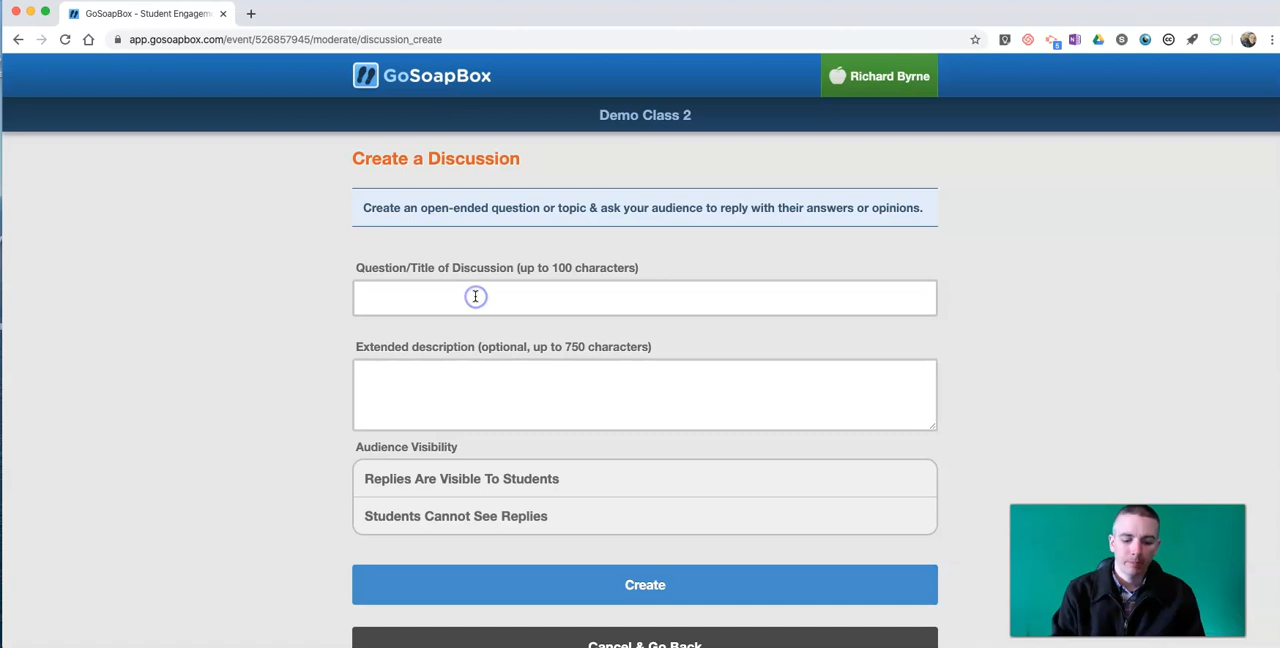 GoSoapBox - Student Engagem
app.gosoapbox.com/event/526857945/moderate/discussion_create
GoSoapBox
Richard Byrne
Demo Class 2
Create a Discussion
Create an open-ended question or topic & ask your audience to reply with their answers or opinions.
Question/Title of Discussion (up to 100 characters)
Extended description (optional, up to 750 characters)
Audience Visibility
Replies Are Visible To Students
Students Cannot See Replies
Create
Cancel & Go Back